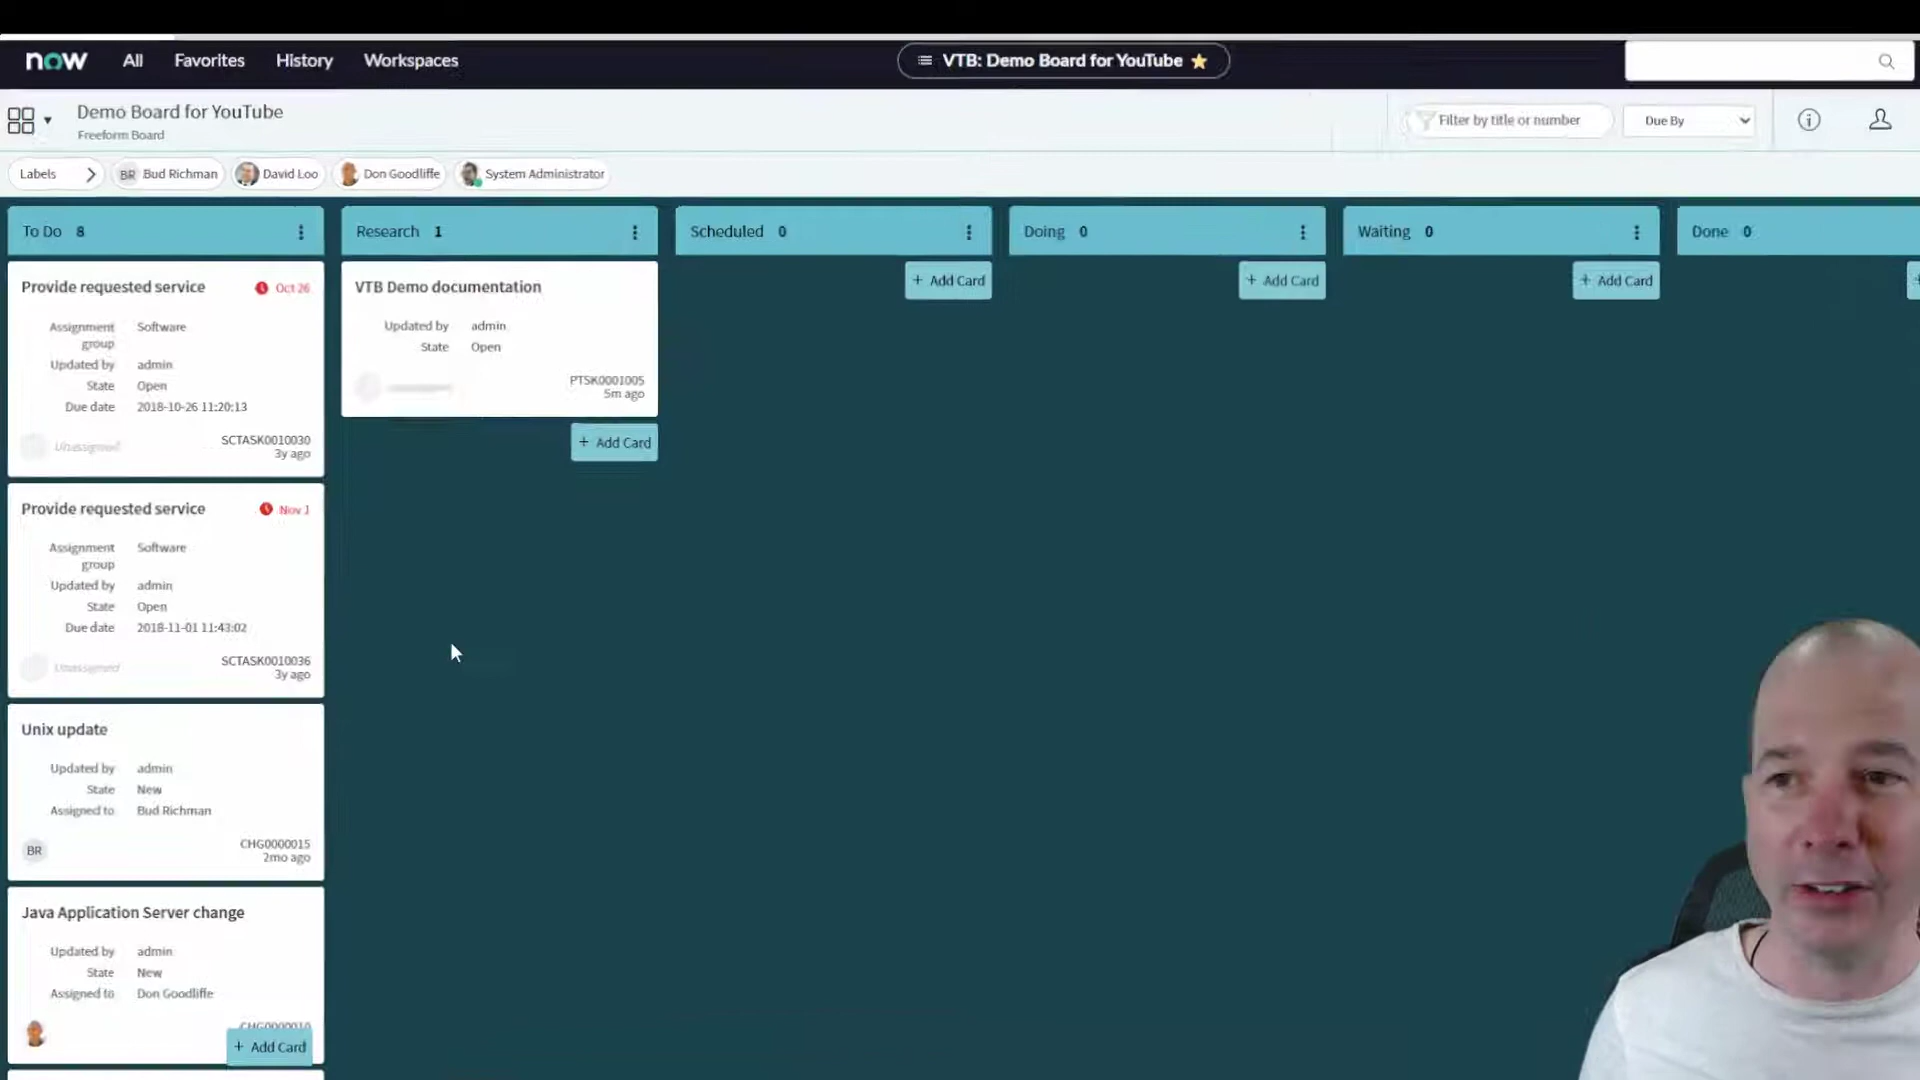 now All Favorites History Workspaces VTB: Demo Board for YouTube
Demo Board for YouTube
Freeform Board
Filter by title or number
Due By
Labels BR Bud Richman David Loo Don Goodliffe System Administrator
To Do 8
Provide requested service Oct 26
Assignment group Software
Updated by admin
State Open
Due date 2018-10-26 11:20:13
Unassigned SCTASK0010030
3y ago
Provide requested service Nov 1
Assignment group Software
Updated by admin
State Open
Due date 2018-11-01 11:43:02
Unassigned SCTASK0010036
3y ago
Unix update
Updated by admin
State New
Assigned to Bud Richman
BR CHG0000015
2mo ago
Java Application Server change
Updated by admin
State New
Assigned to Don Goodliffe
+ Add Card
Research 1
VTB Demo documentation
Updated by admin
State Open
PTSK0001005
5m ago
+ Add Card
Scheduled 0
+ Add Card
Doing 0
+ Add Card
Waiting 0
+ Add Card
Done 0